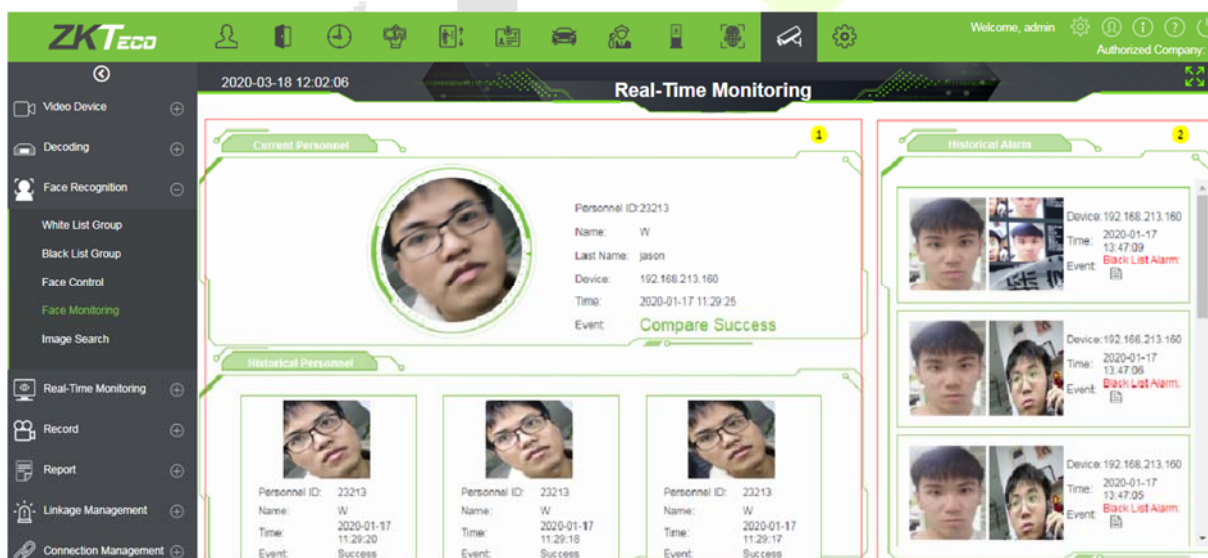 ZKTeco
Welcome, admin
Authorized Company:
2020-03-18 12:02:06
Real-Time Monitoring
Video Device
Decoding
Face Recognition
White List Group
Black List Group
Face Control
Face Monitoring
Image Search
Real-Time Monitoring
Record
Report
Linkage Management
Connection Management
Current Personnel
1
Personnel ID:23213
Name: W
Last Name: jason
Device: 192.168.213.160
Time: 2020-01-17 11:29:25
Event: Compare Success
Historical Personnel
Personnel ID: 23213
Name: W
Time: 2020-01-17
11:29:20
Event: Success
Personnel ID: 23213
Name: W
Time: 2020-01-17
11:29:18
Event: Success
Personnel ID: 23213
Name: W
Time: 2020-01-17
11:29:17
Event: Success
Historical Alarm
2
Device:192.168.213.160
Time: 2020-01-17
13:47:09
Event: Black List Alarm:
Device:192.168.213.160
Time: 2020-01-17
13:47:06
Event: Black List Alarm:
Device:192.168.213.160
Time: 2020-01-17
13:47:05
Event: Black List Alarm: